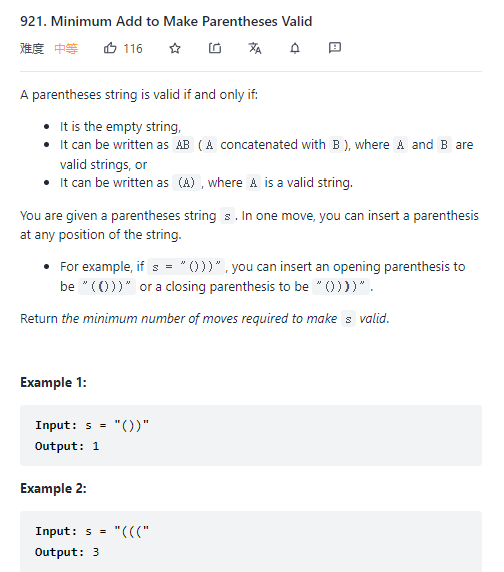 921. Minimum Add to Make Parentheses Valid
难度 中等 116
A parentheses string is valid if and only if:
• It is the empty string,
• It can be written as AB ( A concatenated with B ), where A and B are
valid strings, or
• It can be written as (A) , where A is a valid string.
You are given a parentheses string s . In one move, you can insert a parenthesis
at any position of the string.
• For example, if s = "()))" , you can insert an opening parenthesis to
be "(()))" or a closing parenthesis to be "())))" .
Return the minimum number of moves required to make s valid.
Example 1:
Input: s = "())"
Output: 1
Example 2:
Input: s = "((("
Output: 3